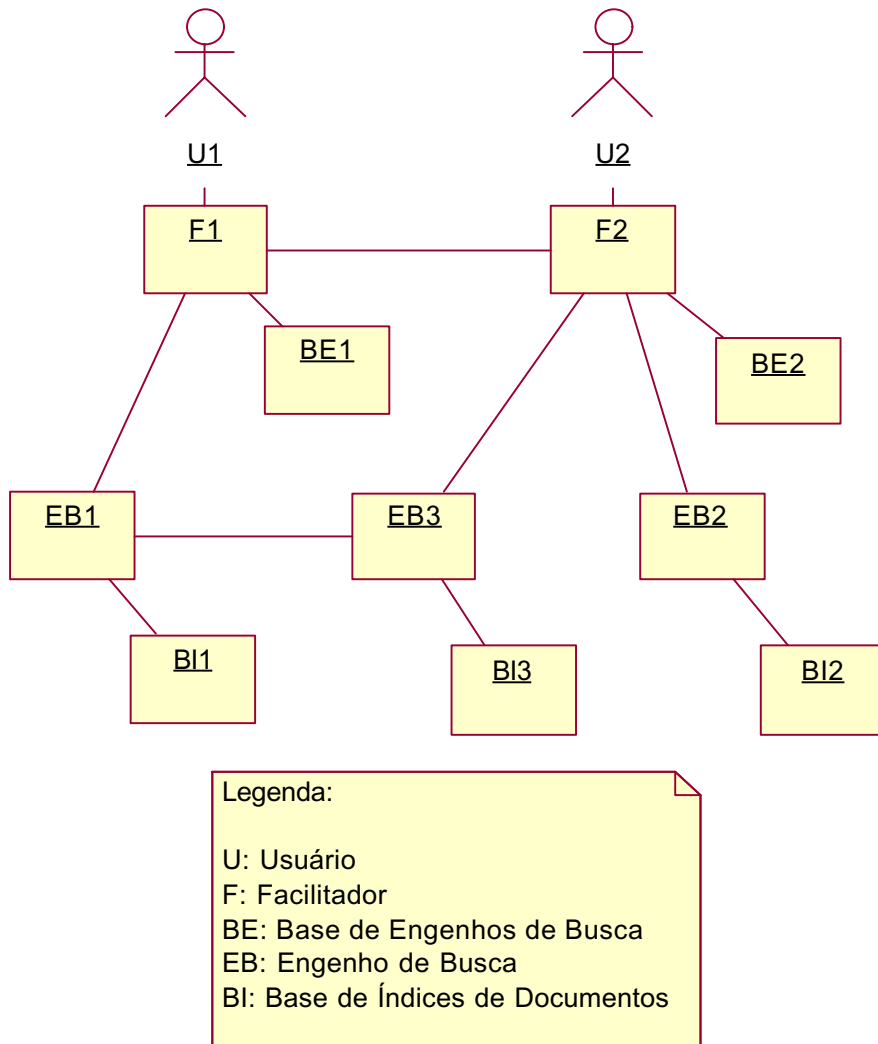 U1
U2
F1
F2
BE1
BE2
EB1
EB3
EB2
BI1
BI3
BI2
Legenda:
U: Usuário
F: Facilitador
BE: Base de Engenhos de Busca
EB: Engenho de Busca
BI: Base de Índices de Documentos